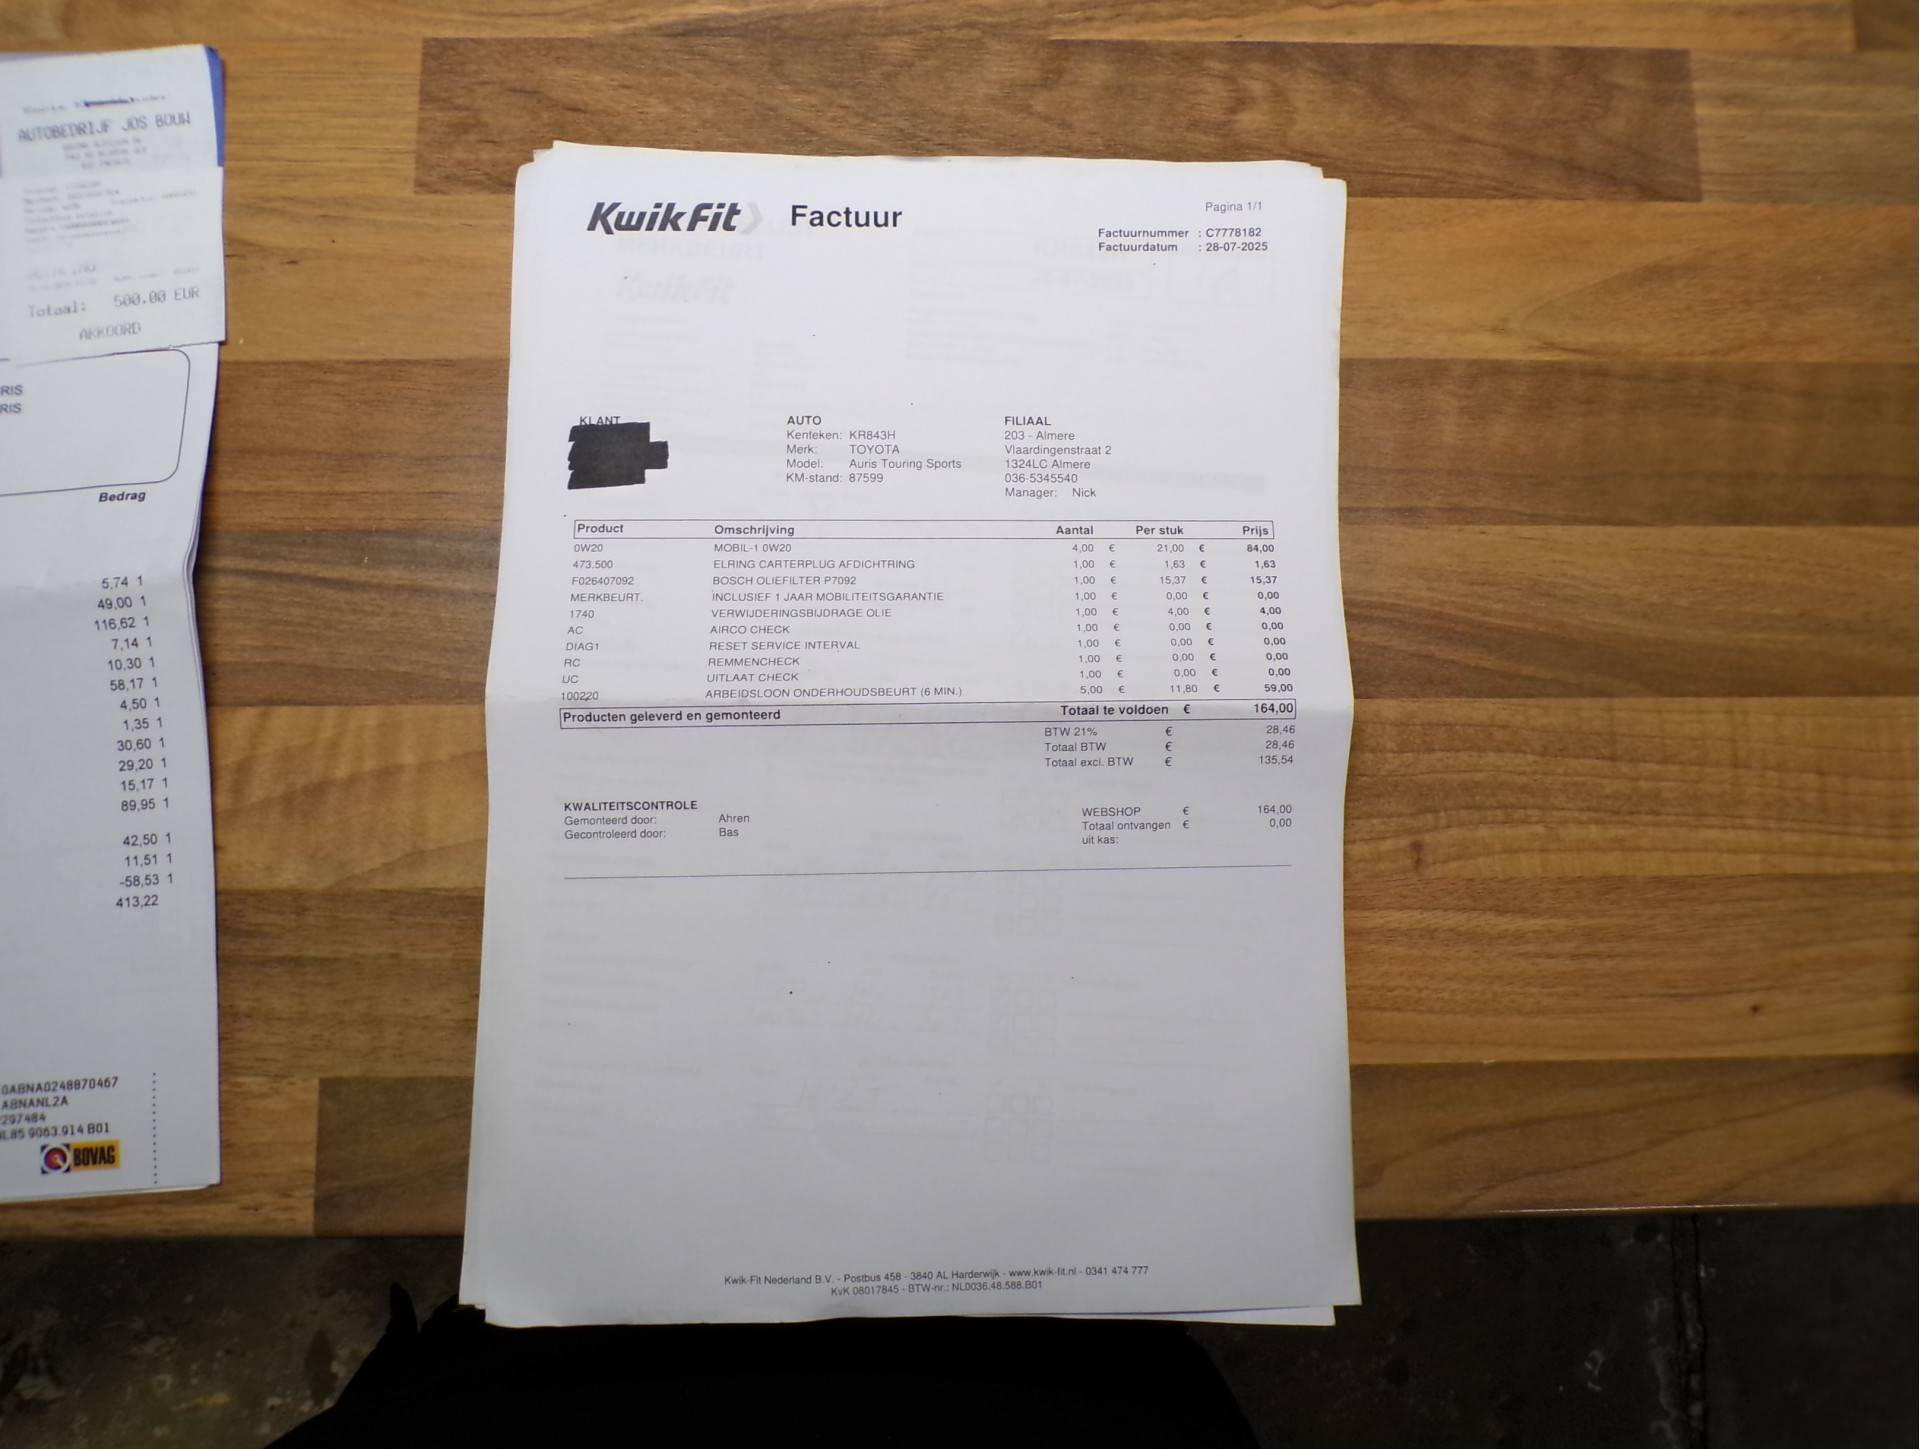 AUTOBEDRIJF JOS BOUW
Totaal: 500.00 EUR
AKKOORD
RIS
RIS
Bedrag
5,74 1
49,00 1
116,62 1
7,14 1
10,30 1
58,17 1
4,50 1
1,35 1
30,60 1
29,20 1
15,17 1
89,95 1
42,50 1
11,51 1
-58,53 1
413,22
0ABNA0248870467
ABNANL2A
297484
NL85 9063.914 B01
BOVAG
KwikFit Factuur
Pagina 1/1
Factuurnummer : C7778182
Factuurdatum : 28-07-2025
KLANT
AUTO
Kenteken: KR843H
Merk: TOYOTA
Model: Auris Touring Sports
KM-stand: 87599
FILIAAL
203 - Almere
Vlaardingenstraat 2
1324LC Almere
036-5345540
Manager: Nick
Product Omschrijving Aantal Per stuk Prijs
0W20 MOBIL-1 0W20 4,00 € 21,00 € 84,00
473.500 ELRING CARTERPLUG AFDICHTRING 1,00 € 1,63 € 1,63
F026407092 BOSCH OLIEFILTER P7092 1,00 € 15,37 € 15,37
MERKBEURT. INCLUSIEF 1 JAAR MOBILITEITSGARANTIE 1,00 € 0,00 € 0,00
1740 VERWIJDERINGSBIJDRAGE OLIE 1,00 € 4,00 € 4,00
AC AIRCO CHECK 1,00 € 0,00 € 0,00
DIAG1 RESET SERVICE INTERVAL 1,00 € 0,00 € 0,00
RC REMMENCHECK 1,00 € 0,00 € 0,00
UC UITLAAT CHECK 1,00 € 0,00 € 0,00
100220 ARBEIDSLOON ONDERHOUDSBEURT (6 MIN.) 5,00 € 11,80 € 59,00
Producten geleverd en gemonteerd Totaal te voldoen € 164,00
BTW 21% € 28,46
Totaal BTW € 28,46
Totaal excl. BTW € 135,54
KWALITEITSCONTROLE
Gemonteerd door: Ahren
Gecontroleerd door: Bas
WEBSHOP € 164,00
Totaal ontvangen € 0,00
uit kas:
Kwik-Fit Nederland B.V. - Postbus 458 - 3840 AL Harderwijk - www.kwik-fit.nl - 0341 474 777
KvK 08017845 - BTW-nr.: NL0036.48.588.B01